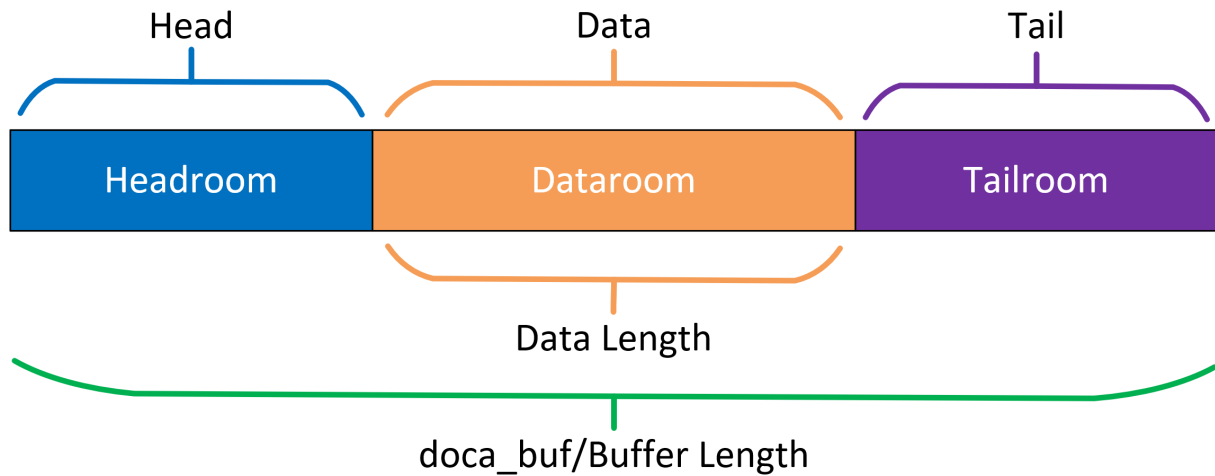 Head
Data
Tail
Headroom
Dataroom
Tailroom
Data Length
doca_buf/Buffer Length